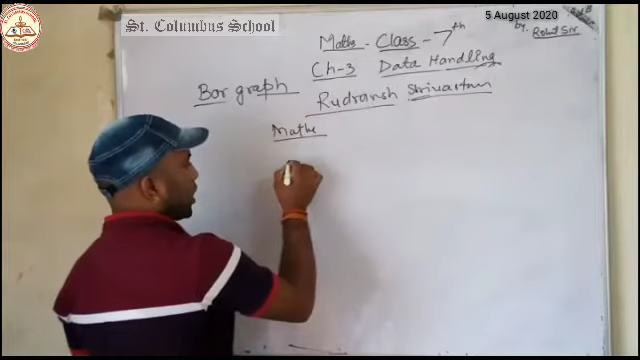 St. Columbus School
5 August 2020
Maths - Class - 7th
by. Rohit Sir
Ch-3 Data Handling
Bar graph
Rudransh Shrivastav
Maths